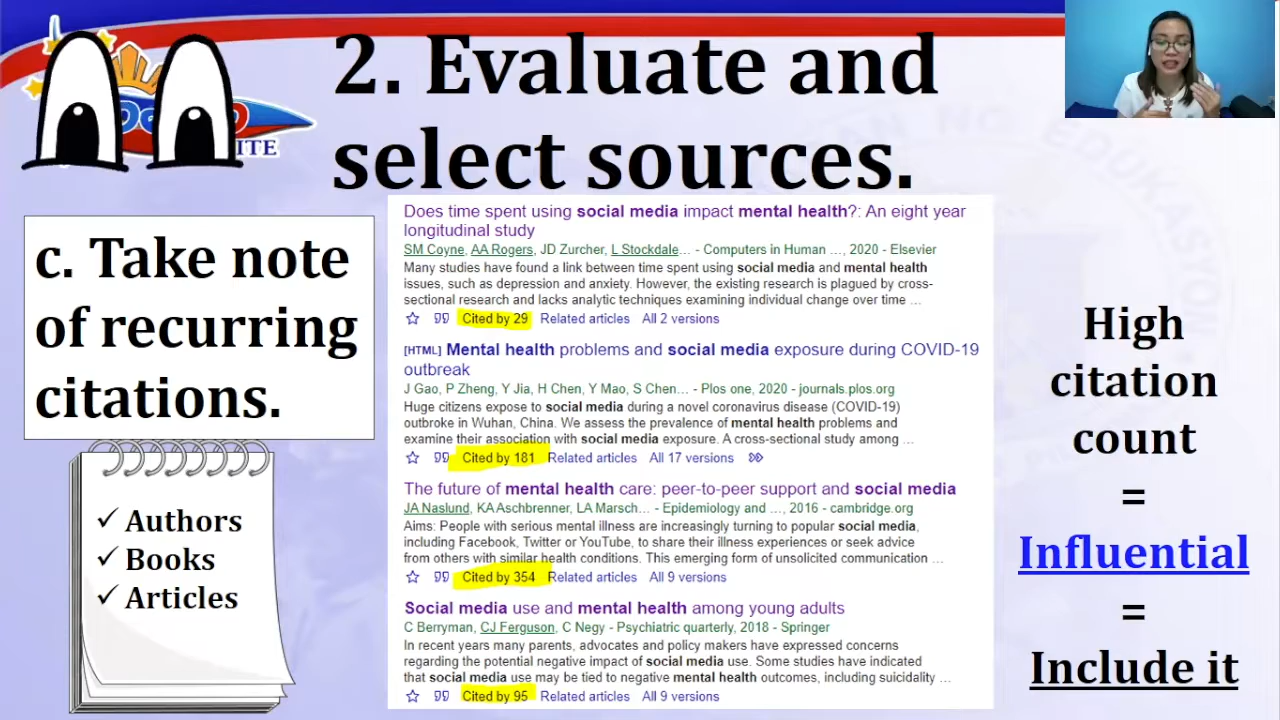 2. Evaluate and
select sources.
ITE
c. Take note
of recurring
citations.
✓ Authors
✓ Books
✓ Articles
Does time spent using social media impact mental health?: An eight year
longitudinal study
SM Coyne, AA Rogers, JD Zurcher, L Stockdale… - Computers in Human …, 2020 - Elsevier
Many studies have found a link between time spent using social media and mental health
issues, such as depression and anxiety. However, the existing research is plagued by cross-
sectional research and lacks analytic techniques examining individual change over time …
Cited by 29 Related articles All 2 versions
[HTML] Mental health problems and social media exposure during COVID-19
outbreak
J Gao, P Zheng, Y Jia, H Chen, Y Mao, S Chen… - Plos one, 2020 - journals.plos.org
Huge citizens expose to social media during a novel coronavirus disease (COVID-19)
outbroke in Wuhan, China. We assess the prevalence of mental health problems and
examine their association with social media exposure. A cross-sectional study among …
Cited by 181 Related articles All 17 versions
The future of mental health care: peer-to-peer support and social media
JA Naslund, KA Aschbrenner, LA Marsch… - Epidemiology and …, 2016 - cambridge.org
Aims: People with serious mental illness are increasingly turning to popular social media,
including Facebook, Twitter or YouTube, to share their illness experiences or seek advice
from others with similar health conditions. This emerging form of unsolicited communication …
Cited by 354 Related articles All 9 versions
Social media use and mental health among young adults
C Berryman, CJ Ferguson, C Negy - Psychiatric quarterly, 2018 - Springer
In recent years many parents, advocates and policy makers have expressed concerns
regarding the potential negative impact of social media use. Some studies have indicated
that social media use may be tied to negative mental health outcomes, including suicidality …
Cited by 95 Related articles All 9 versions
High
citation
count
=
Influential
=
Include it